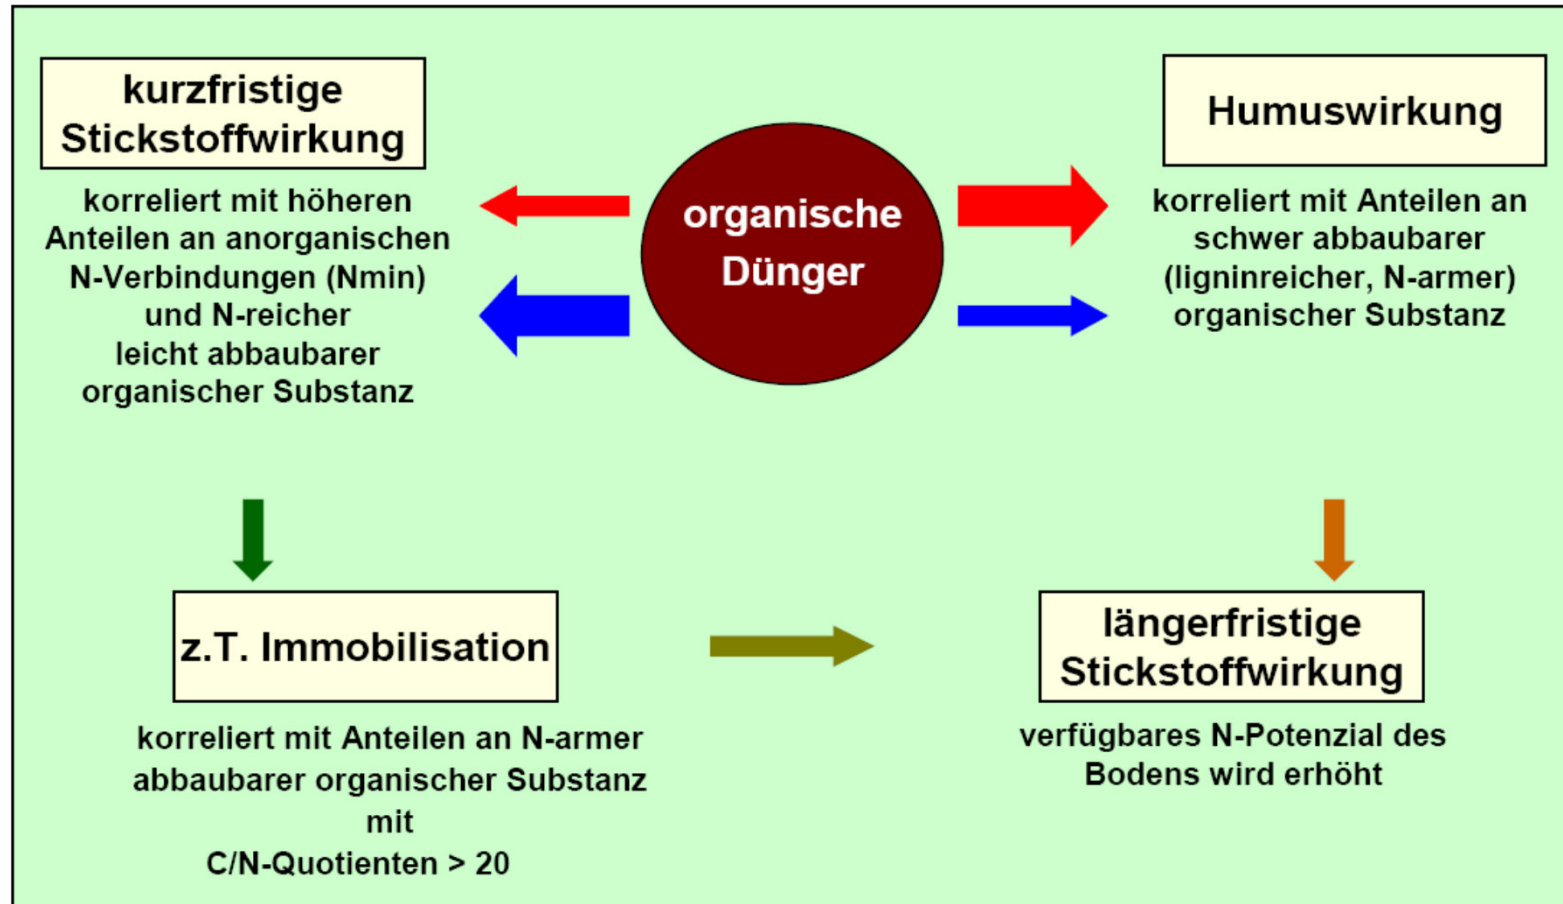 kurzfristige
Stickstoffwirkung
korreliert mit höheren
Anteilen an anorganischen
N-Verbindungen (Nmin)
und N-reicher
leicht abbaubarer
organischer Substanz
organische
Dünger
Humuswirkung
korreliert mit Anteilen an
schwer abbaubarer
(ligninreicher, N-armer)
organischer Substanz
z.T. Immobilisation
korreliert mit Anteilen an N-armer
abbaubarer organischer Substanz
mit
C/N-Quotienten > 20
längerfristige
Stickstoffwirkung
verfügbares N-Potenzial des
Bodens wird erhöht